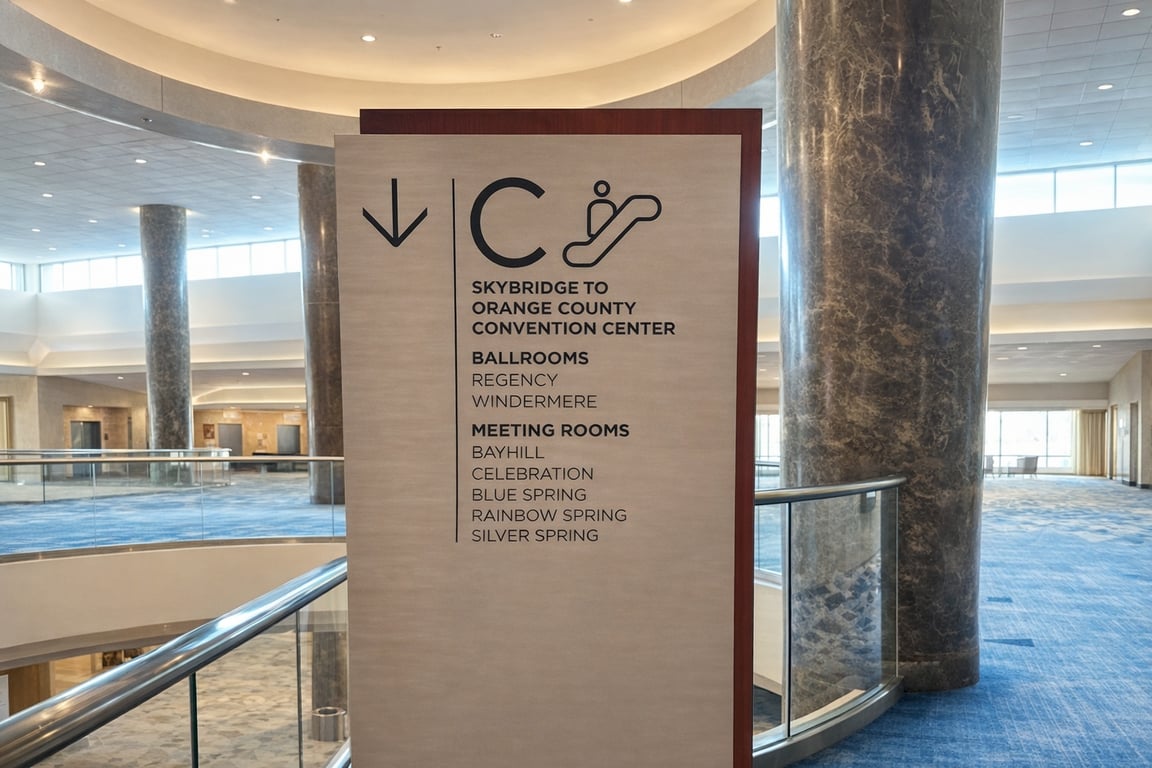 C
SKYBRIDGE TO
ORANGE COUNTY
CONVENTION CENTER
BALLROOMS
REGENCY
WINDERMERE
MEETING ROOMS
BAYHILL
CELEBRATION
BLUE SPRING
RAINBOW SPRING
SILVER SPRING